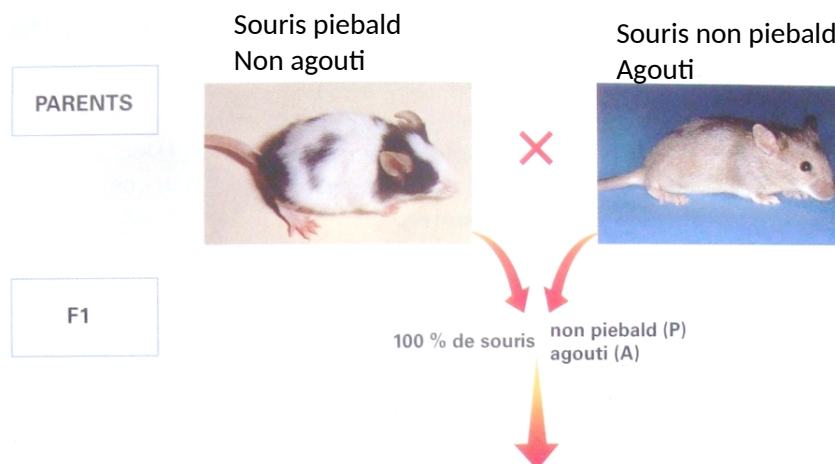 Souris piebald
Non agouti
Souris non piebald
Agouti
PARENTS
F1
100 % de souris
non piebald (P)
agouti (A)